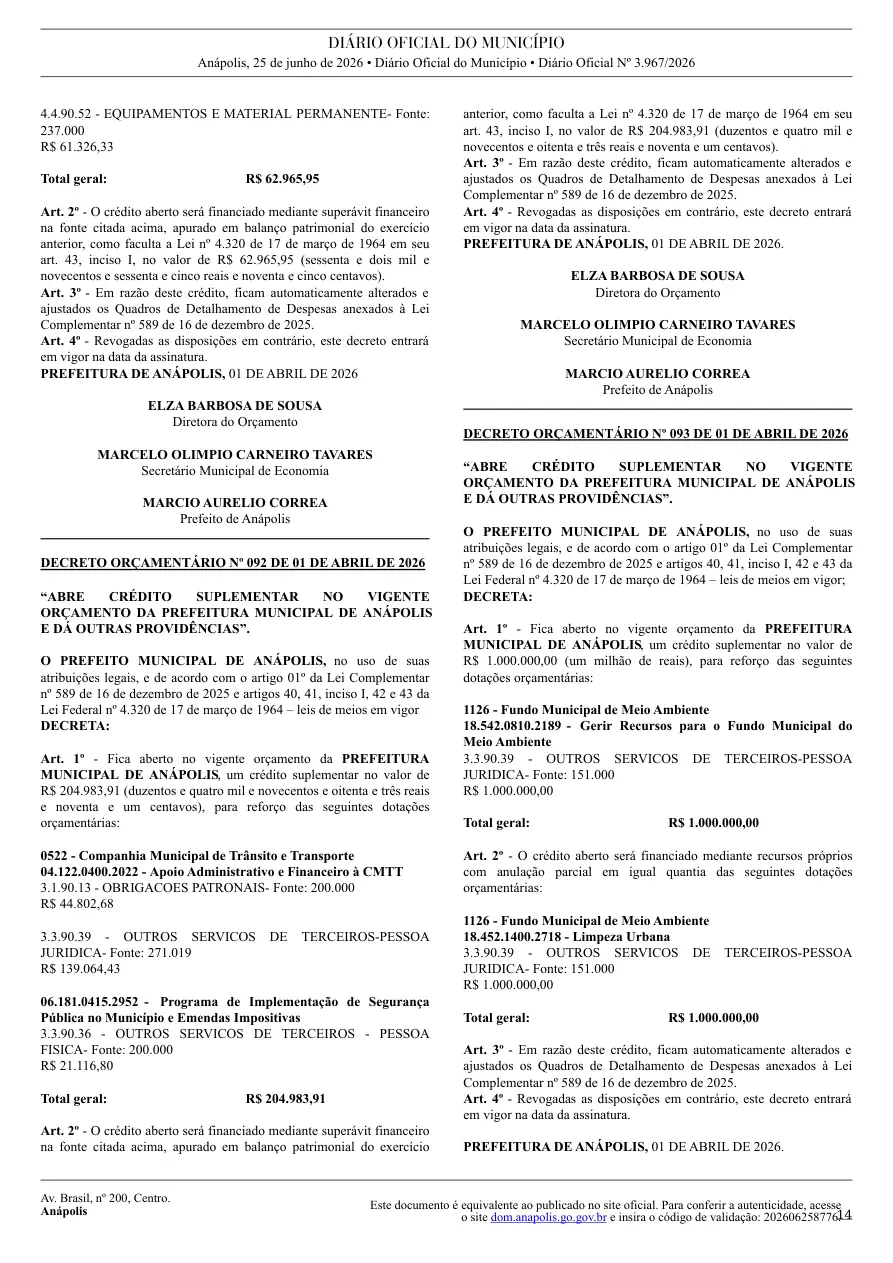 DIÁRIO OFICIAL DO MUNICÍPIO
Anápolis, 25 de junho de 2026 • Diário Oficial do Município • Diário Oficial Nº 3.967/2026
4.4.90.52 - EQUIPAMENTOS E MATERIAL PERMANENTE- Fonte:
237.000
R$ 61.326,33
Total geral: R$ 62.965,95
Art. 2º - O crédito aberto será financiado mediante superávit financeiro
na fonte citada acima, apurado em balanço patrimonial do exercício
anterior, como faculta a Lei nº 4.320 de 17 de março de 1964 em seu
art. 43, inciso I, no valor de R$ 62.965,95 (sessenta e dois mil e
novecentos e sessenta e cinco reais e noventa e cinco centavos).
Art. 3º - Em razão deste crédito, ficam automaticamente alterados e
ajustados os Quadros de Detalhamento de Despesas anexados à Lei
Complementar nº 589 de 16 de dezembro de 2025.
Art. 4º - Revogadas as disposições em contrário, este decreto entrará
em vigor na data da assinatura.
PREFEITURA DE ANÁPOLIS, 01 DE ABRIL DE 2026
ELZA BARBOSA DE SOUSA
Diretora do Orçamento
MARCELO OLIMPIO CARNEIRO TAVARES
Secretário Municipal de Economia
MARCIO AURELIO CORREA
Prefeito de Anápolis
DECRETO ORÇAMENTÁRIO Nº 092 DE 01 DE ABRIL DE 2026
“ABRE CRÉDITO SUPLEMENTAR NO VIGENTE
ORÇAMENTO DA PREFEITURA MUNICIPAL DE ANÁPOLIS
E DÁ OUTRAS PROVIDÊNCIAS”.
O PREFEITO MUNICIPAL DE ANÁPOLIS, no uso de suas
atribuições legais, e de acordo com o artigo 01º da Lei Complementar
nº 589 de 16 de dezembro de 2025 e artigos 40, 41, inciso I, 42 e 43 da
Lei Federal nº 4.320 de 17 de março de 1964 – leis de meios em vigor
DECRETA:
Art. 1º - Fica aberto no vigente orçamento da PREFEITURA
MUNICIPAL DE ANÁPOLIS, um crédito suplementar no valor de
R$ 204.983,91 (duzentos e quatro mil e novecentos e oitenta e três reais
e noventa e um centavos), para reforço das seguintes dotações
orçamentárias:
0522 - Companhia Municipal de Trânsito e Transporte
04.122.0400.2022 - Apoio Administrativo e Financeiro à CMTT
3.1.90.13 - OBRIGACOES PATRONAIS- Fonte: 200.000
R$ 44.802,68
3.3.90.39 - OUTROS SERVICOS DE TERCEIROS-PESSOA
JURIDICA- Fonte: 271.019
R$ 139.064,43
06.181.0415.2952 - Programa de Implementação de Segurança
Pública no Município e Emendas Impositivas
3.3.90.36 - OUTROS SERVICOS DE TERCEIROS - PESSOA
FISICA- Fonte: 200.000
R$ 21.116,80
Total geral: R$ 204.983,91
Art. 2º - O crédito aberto será financiado mediante superávit financeiro
na fonte citada acima, apurado em balanço patrimonial do exercício
anterior, como faculta a Lei nº 4.320 de 17 de março de 1964 em seu
art. 43, inciso I, no valor de R$ 204.983,91 (duzentos e quatro mil e
novecentos e oitenta e três reais e noventa e um centavos).
Art. 3º - Em razão deste crédito, ficam automaticamente alterados e
ajustados os Quadros de Detalhamento de Despesas anexados à Lei
Complementar nº 589 de 16 de dezembro de 2025.
Art. 4º - Revogadas as disposições em contrário, este decreto entrará
em vigor na data da assinatura.
PREFEITURA DE ANÁPOLIS, 01 DE ABRIL DE 2026.
ELZA BARBOSA DE SOUSA
Diretora do Orçamento
MARCELO OLIMPIO CARNEIRO TAVARES
Secretário Municipal de Economia
MARCIO AURELIO CORREA
Prefeito de Anápolis
DECRETO ORÇAMENTÁRIO Nº 093 DE 01 DE ABRIL DE 2026
“ABRE CRÉDITO SUPLEMENTAR NO VIGENTE
ORÇAMENTO DA PREFEITURA MUNICIPAL DE ANÁPOLIS
E DÁ OUTRAS PROVIDÊNCIAS”.
O PREFEITO MUNICIPAL DE ANÁPOLIS, no uso de suas
atribuições legais, e de acordo com o artigo 01º da Lei Complementar
nº 589 de 16 de dezembro de 2025 e artigos 40, 41, inciso I, 42 e 43 da
Lei Federal nº 4.320 de 17 de março de 1964 – leis de meios em vigor;
DECRETA:
Art. 1º - Fica aberto no vigente orçamento da PREFEITURA
MUNICIPAL DE ANÁPOLIS, um crédito suplementar no valor de
R$ 1.000.000,00 (um milhão de reais), para reforço das seguintes
dotações orçamentárias:
1126 - Fundo Municipal de Meio Ambiente
18.542.0810.2189 - Gerir Recursos para o Fundo Municipal do
Meio Ambiente
3.3.90.39 - OUTROS SERVICOS DE TERCEIROS-PESSOA
JURIDICA- Fonte: 151.000
R$ 1.000.000,00
Total geral: R$ 1.000.000,00
Art. 2º - O crédito aberto será financiado mediante recursos próprios
com anulação parcial em igual quantia das seguintes dotações
orçamentárias:
1126 - Fundo Municipal de Meio Ambiente
18.452.1400.2718 - Limpeza Urbana
3.3.90.39 - OUTROS SERVICOS DE TERCEIROS-PESSOA
JURIDICA- Fonte: 151.000
R$ 1.000.000,00
Total geral: R$ 1.000.000,00
Art. 3º - Em razão deste crédito, ficam automaticamente alterados e
ajustados os Quadros de Detalhamento de Despesas anexados à Lei
Complementar nº 589 de 16 de dezembro de 2025.
Art. 4º - Revogadas as disposições em contrário, este decreto entrará
em vigor na data da assinatura.
PREFEITURA DE ANÁPOLIS, 01 DE ABRIL DE 2026.
Av. Brasil, nº 200, Centro.
Anápolis
Este documento é equivalente ao publicado no site oficial. Para conferir a autenticidade, acesse
o site dom.anapolis.go.gov.br e insira o código de validação:
14